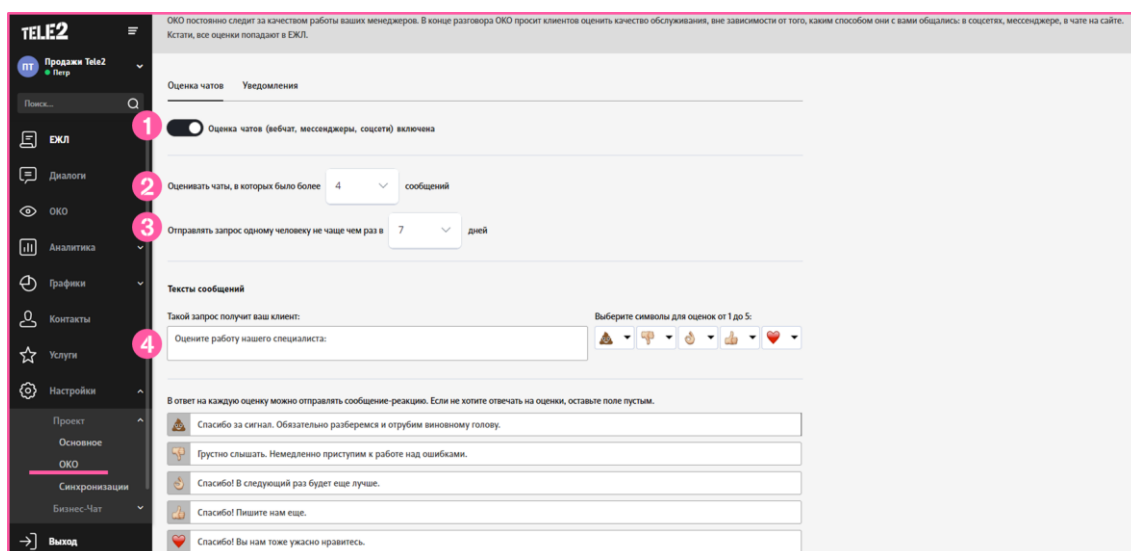 TELE2
ПТ
Продажи Tele2
Петр
Поиск...
ЕЖЛ
Диалоги
ОКО
Аналитика
Графики
Контакты
Услуги
Настройки
Проект
Основное
ОКО
Синхронизации
Бизнес-Чат
Выход
ОКО постоянно следит за качеством работы ваших менеджеров. В конце разговора ОКО просит клиентов оценить качество обслуживания, вне зависимости от того, каким способом они с вами общались: в соцсетях, мессенджере, в чате на сайте.
Кстати, все оценки попадают в ЕЖЛ.
Оценка чатов Уведомления
1 Оценка чатов (вебчат, мессенджеры, соцсети) включена
2 Оценивать чаты, в которых было более 4 сообщений
3 Отправлять запрос одному человеку не чаще чем раз в 7 дней
Тексты сообщений
Такой запрос получит ваш клиент: Выберите символы для оценок от 1 до 5:
4 Оцените работу нашего специалиста:
В ответ на каждую оценку можно отправлять сообщение-реакцию. Если не хотите отвечать на оценки, оставьте поле пустым.
Спасибо за сигнал. Обязательно разберемся и отрубим виновному голову.
Грустно слышать. Немедленно приступим к работе над ошибками.
Спасибо! В следующий раз будет еще лучше.
Спасибо! Пишите нам еще.
Спасибо! Вы нам тоже ужасно нравитесь.